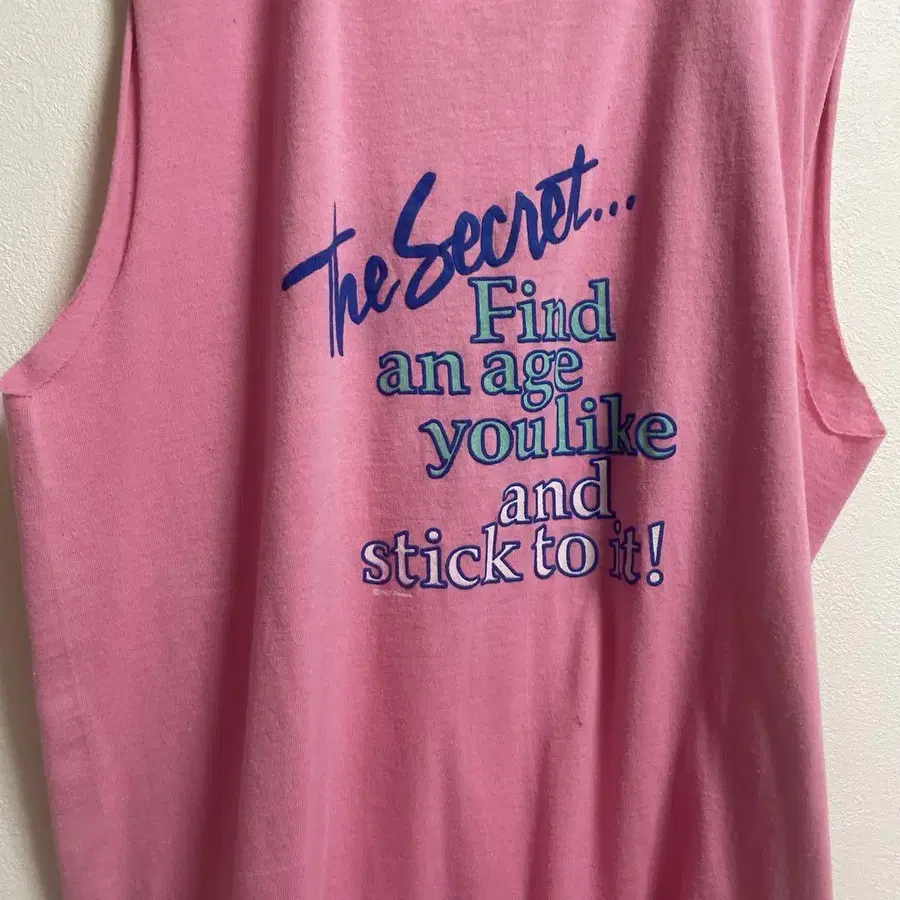 The Secret...
Find
an age
you like
and
stick to it!